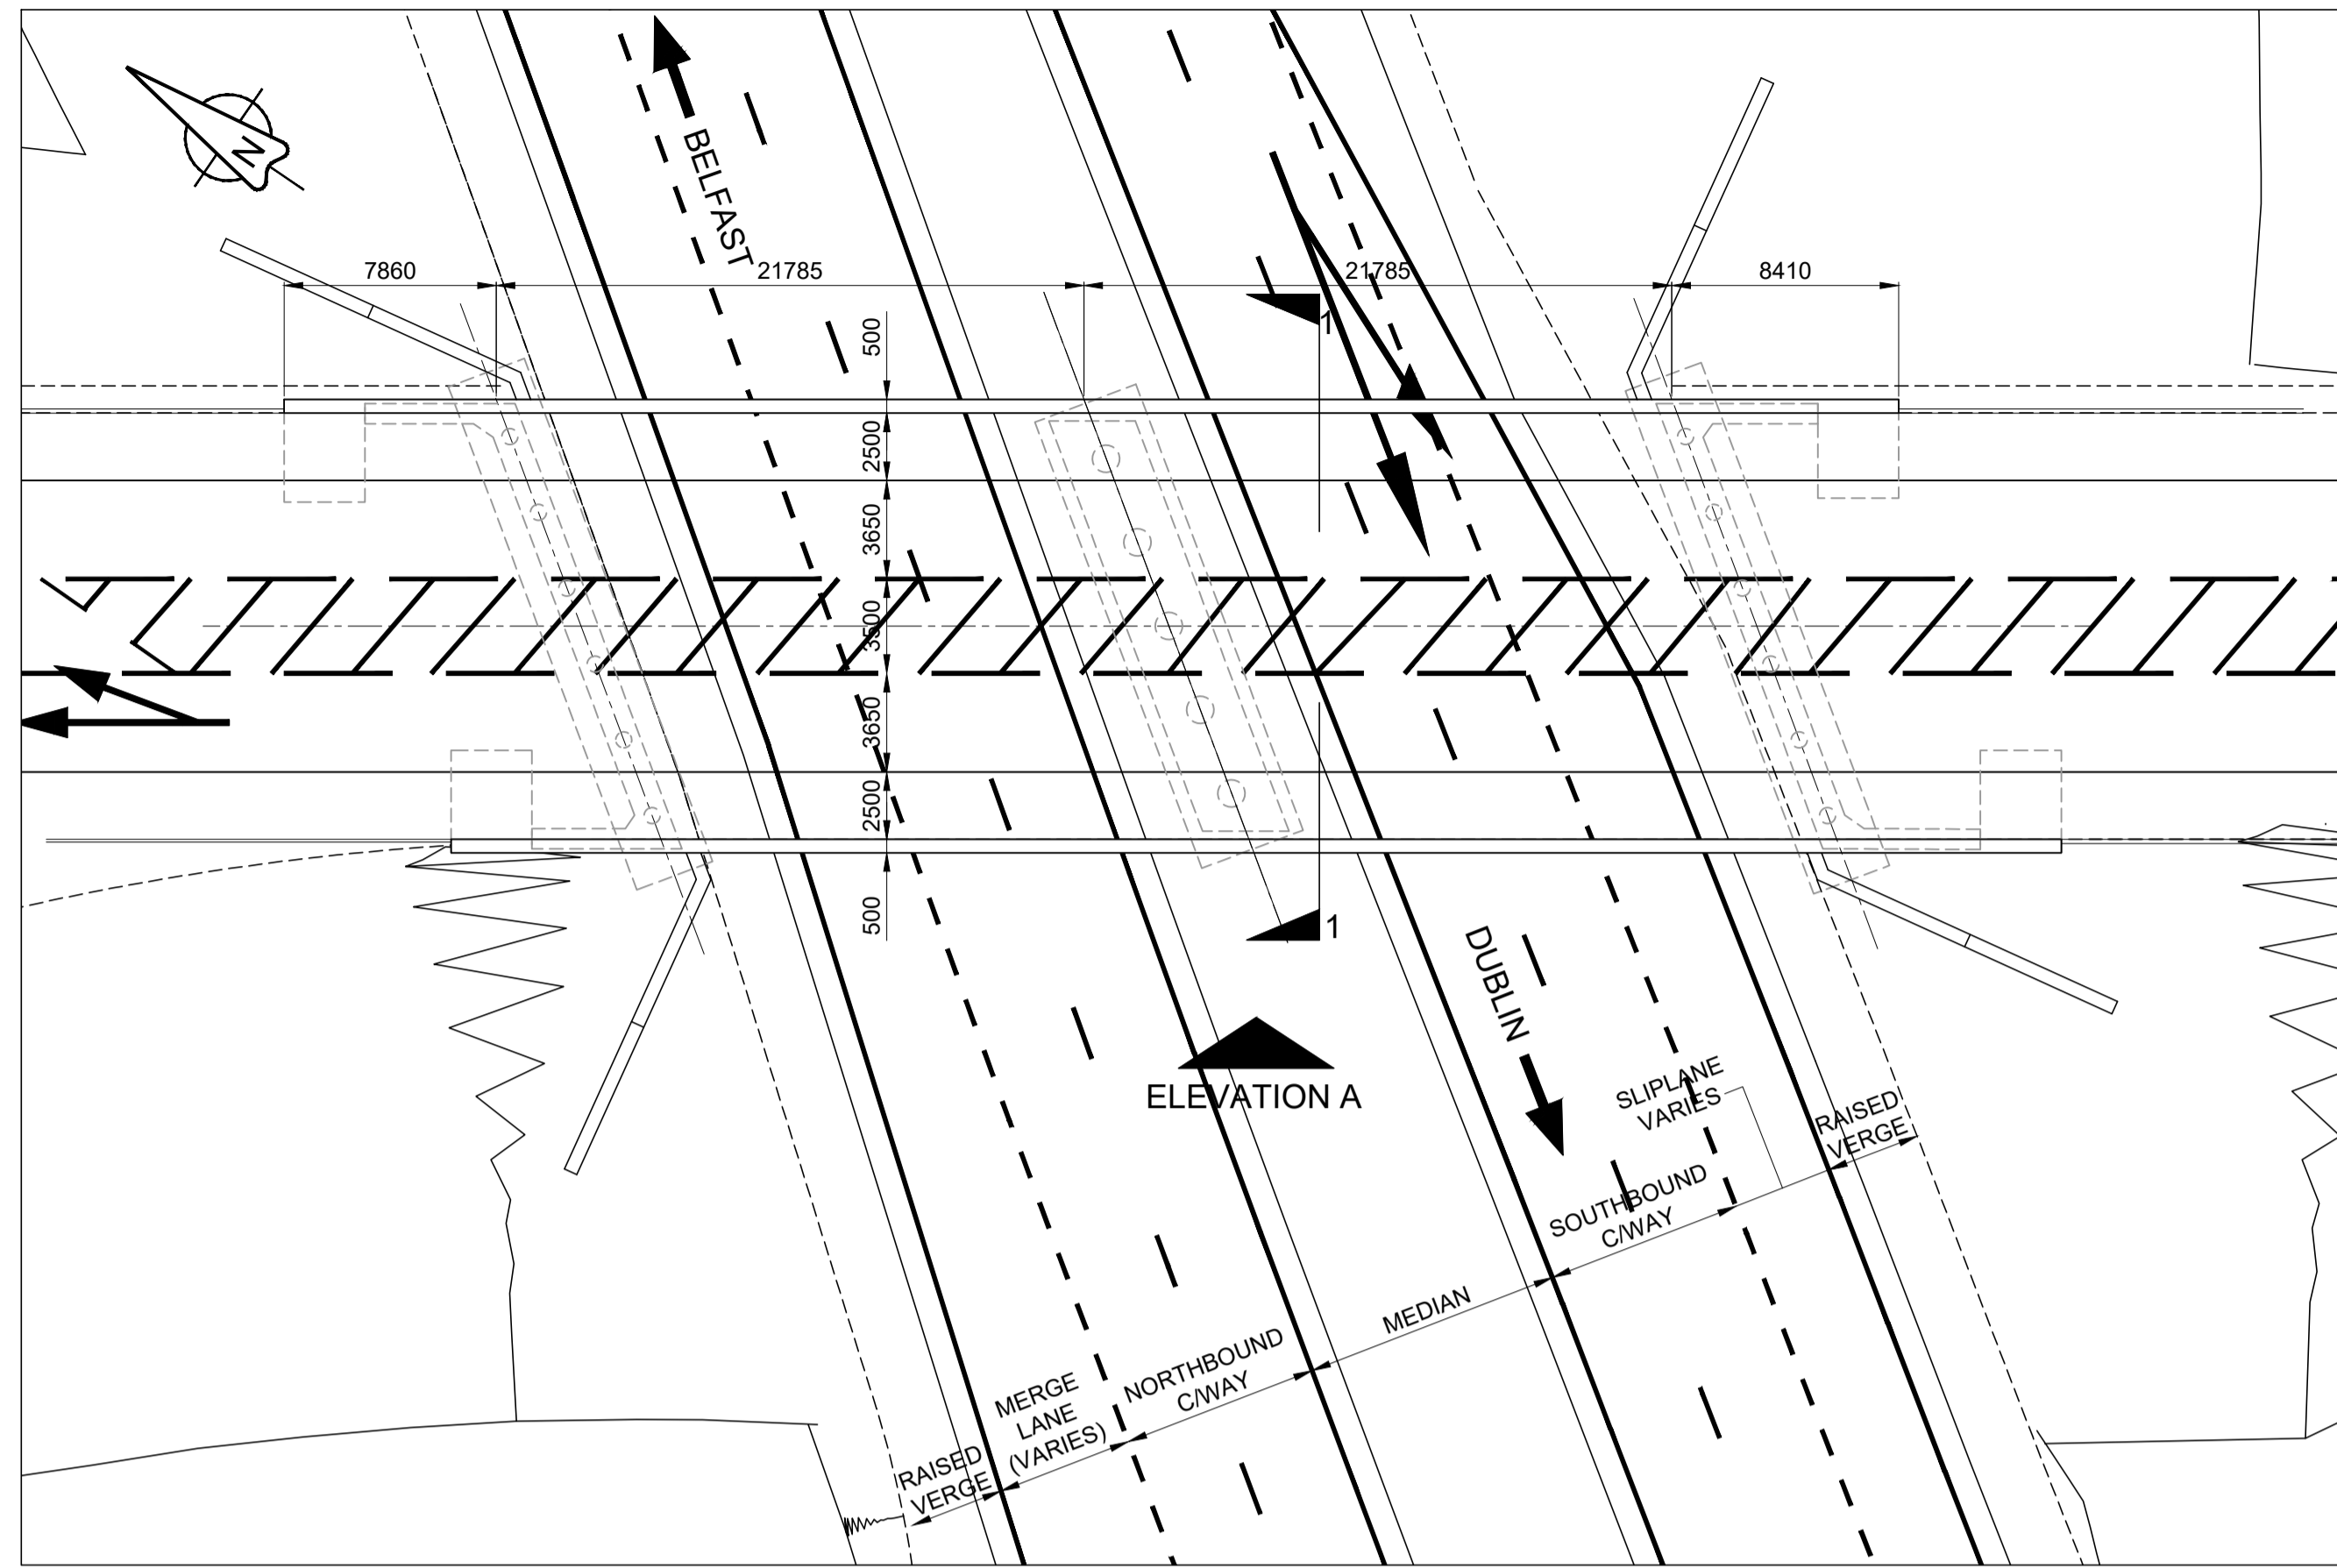 N
BELFAST
7860
21785
21785
8410
500
1
2500
3650
3500
3650
2500
500
1
DUBLIN
ELEVATION A
SLIPLANE
VARIES
RAISED
VERGE
SOUTHBOUND
C/WAY
MEDIAN
NORTHBOUND
C/WAY
MERGE
LANE
(VARIES)
RAISED
VERGE